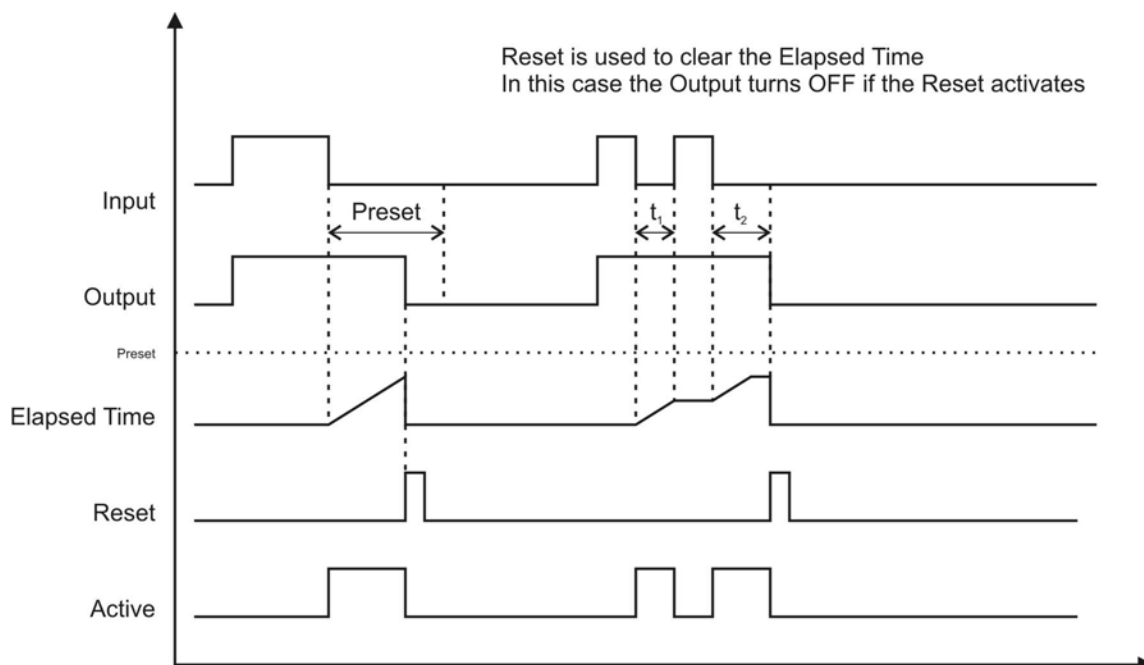 Reset is used to clear the Elapsed Time
In this case the Output turns OFF if the Reset activates
Input
Preset
t₁
t₂
Output
Preset
Elapsed Time
Reset
Active